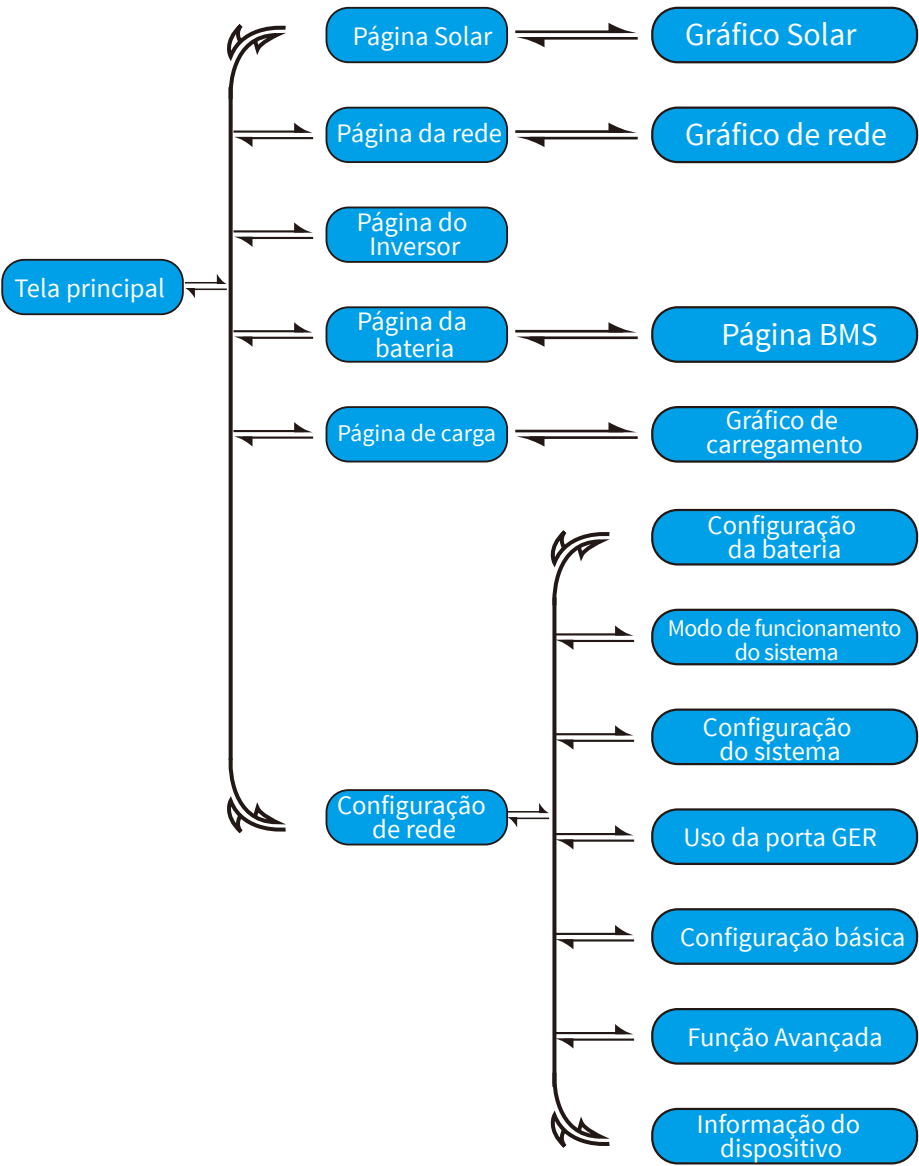 Página Solar
Gráfico Solar
Página da rede
Gráfico de rede
Página do
Inversor
Tela principal
Página da
bateria
Página BMS
Página de carga
Gráfico de
carregamento
Configuração
da bateria
Modo de funcionamento
do sistema
Configuração
do sistema
Configuração
de rede
Uso da porta GER
Configuração básica
Função Avançada
Informação do
dispositivo